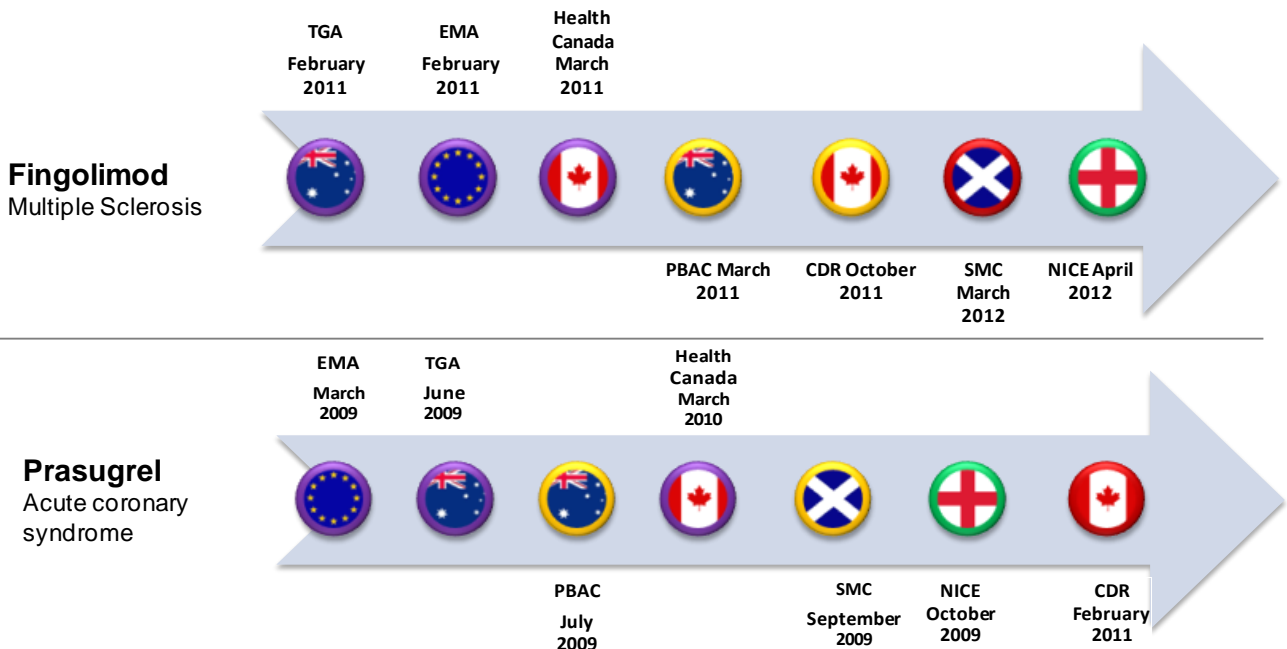 TGA
February
2011
EMA
February
2011
Health
Canada
March
2011
Fingolimod
Multiple Sclerosis
PBAC March
2011
CDR October
2011
SMC
March
2012
NICE April
2012
EMA
March
2009
TGA
June
2009
Health
Canada
March
2010
Prasugrel
Acute coronary
syndrome
PBAC
July
2009
SMC
September
2009
NICE
October
2009
CDR
February
2011